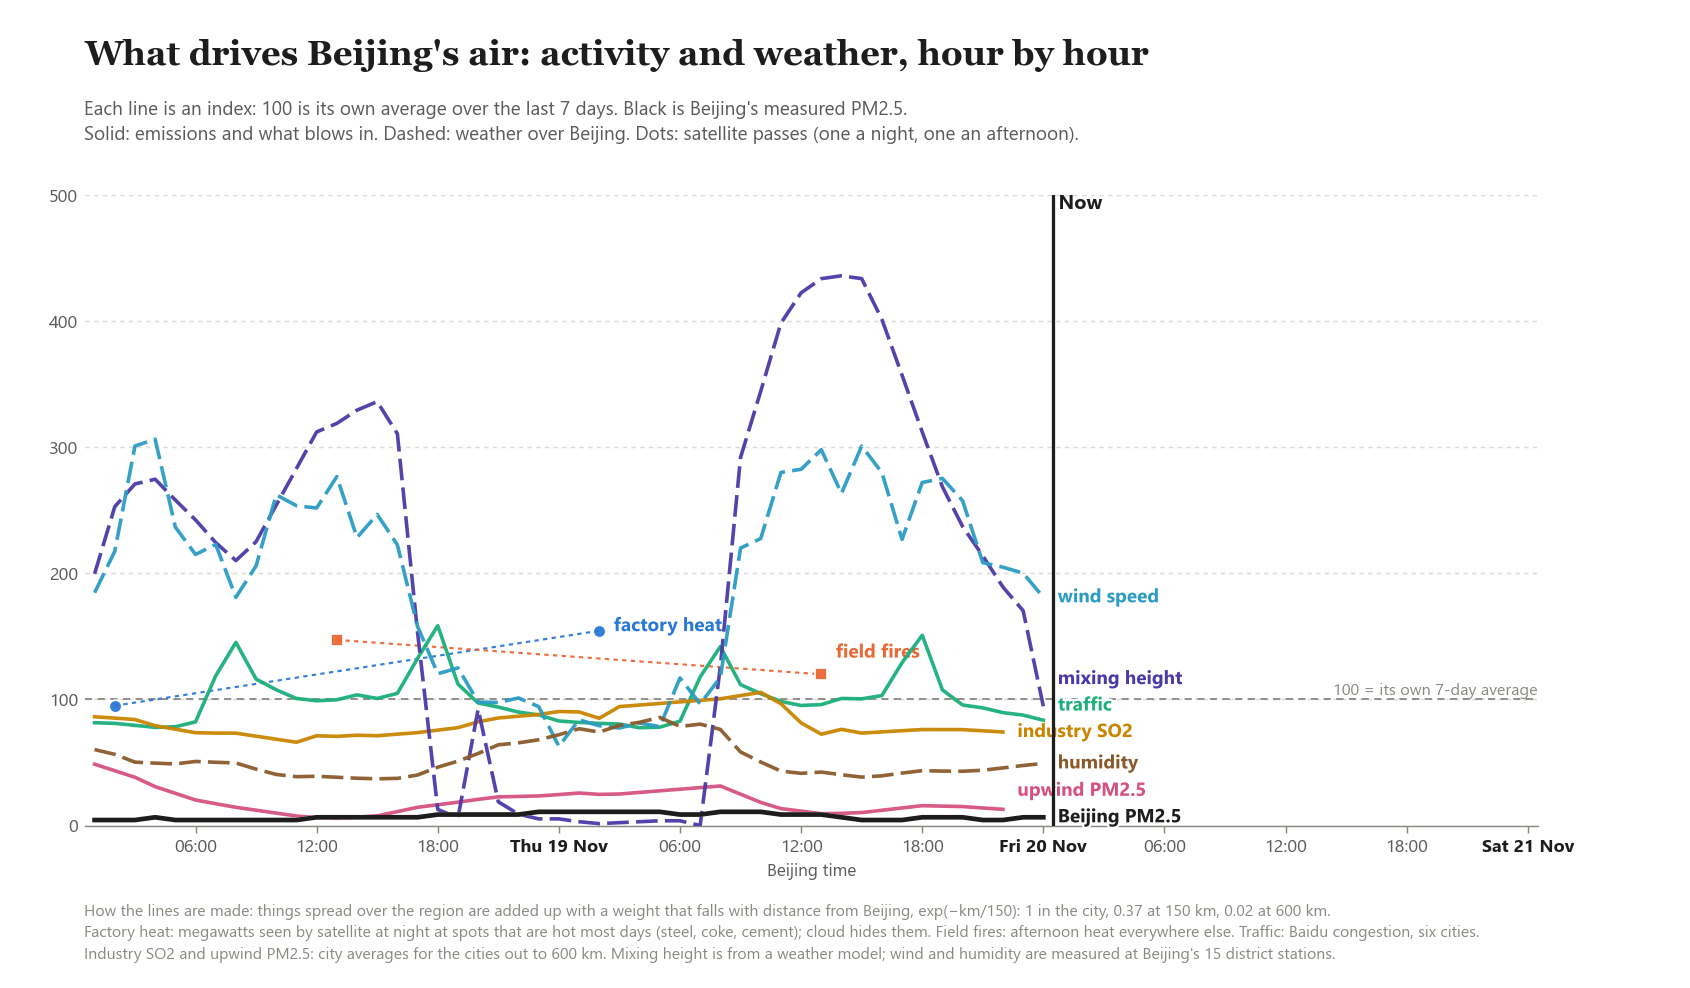 What drives Beijing's air: activity and weather, hour by hour
Each line is an index: 100 is its own average over the last 7 days. Black is Beijing's measured PM2.5.
Solid: emissions and what blows in. Dashed: weather over Beijing. Dots: satellite passes (one a night, one an afternoon).
500
Now
400
300
200
wind speed
factory heat
field fires
mixing height
100 = its own 7-day average
100
traffic
industry SO2
humidity
upwind PM2.5
Beijing PM2.5
0
06:00 12:00 18:00 Thu 19 Nov 06:00 12:00 18:00 Fri 20 Nov 06:00 12:00 18:00 Sat 21 Nov
Beijing time
How the lines are made: things spread over the region are added up with a weight that falls with distance from Beijing, exp(−km/150): 1 in the city, 0.37 at 150 km, 0.02 at 600 km.
Factory heat: megawatts seen by satellite at night at spots that are hot most days (steel, coke, cement); cloud hides them. Field fires: afternoon heat everywhere else. Traffic: Baidu congestion, six cities.
Industry SO2 and upwind PM2.5: city averages for the cities out to 600 km. Mixing height is from a weather model; wind and humidity are measured at Beijing's 15 district stations.